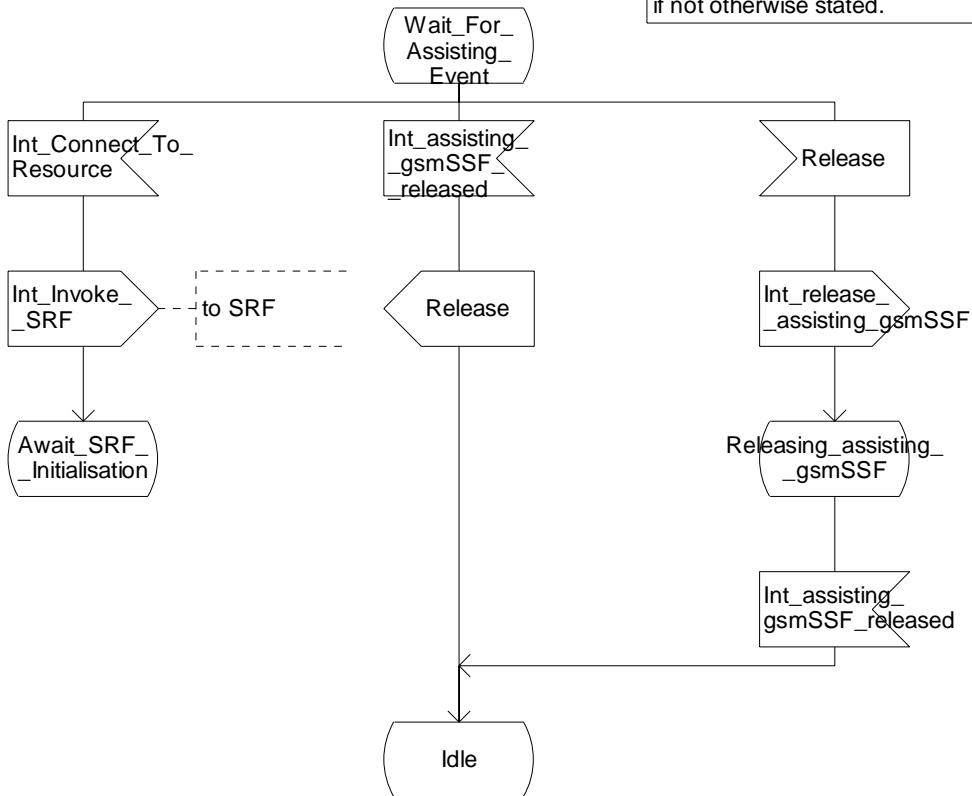 if not otherwise stated.
Wait_For_
Assisting_
Event
Int_Connect_To_
Resource
Int_assisting_
_gsmSSF_
_released
Release
Int_Invoke_
_SRF
to SRF
Release
Int_release_
_assisting_gsmSSF
Await_SRF_
_Initialisation
Releasing_assisting_
_gsmSSF
Int_assisting_
gsmSSF_released
Idle